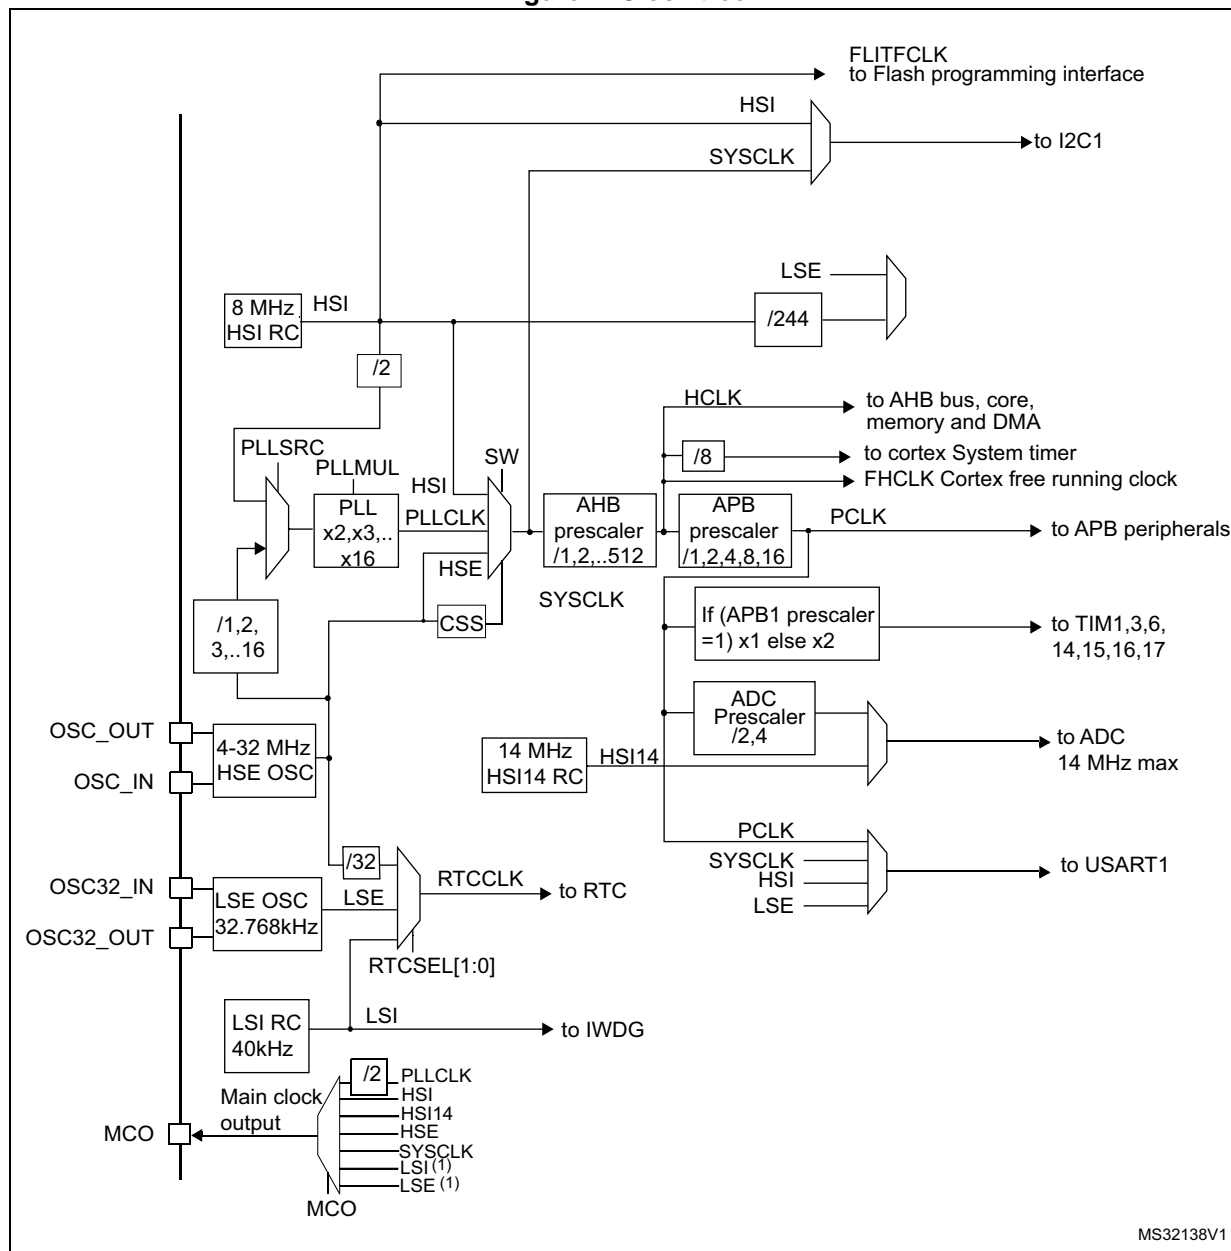 FLITFCLK
to Flash programming interface
HSI
to I2C1
SYSCLK
LSE
8 MHz
HSI RC
HSI
/244
/2
HCLK
to AHB bus, core,
memory and DMA
PLLSRC
PLLMUL
SW
/8
to cortex System timer
FHCLK Cortex free running clock
HSI
PLL
x2,x3,..
x16
PLLCLK
AHB
prescaler
/1,2,..512
APB
prescaler
/1,2,4,8,16
PCLK
to APB peripherals
HSE
SYSCLK
/1,2,
3,..16
CSS
If (APB1 prescaler
=1) x1 else x2
to TIM1,3,6,
14,15,16,17
OSC_OUT
OSC_IN
4-32 MHz
HSE OSC
ADC
Prescaler
/2,4
14 MHz
HSI14 RC
HSI14
to ADC
14 MHz max
PCLK
SYSCLK
HSI
LSE
to USART1
/32
OSC32_IN
OSC32_OUT
LSE OSC
32.768kHz
LSE
RTCCLK
to RTC
RTCSEL[1:0]
LSI RC
40kHz
LSI
to IWDG
/2
PLLCLK
HSI
HSI14
HSE
SYSCLK
LSI (1)
LSE (1)
Main clock
output
MCO
MCO
MS32138V1